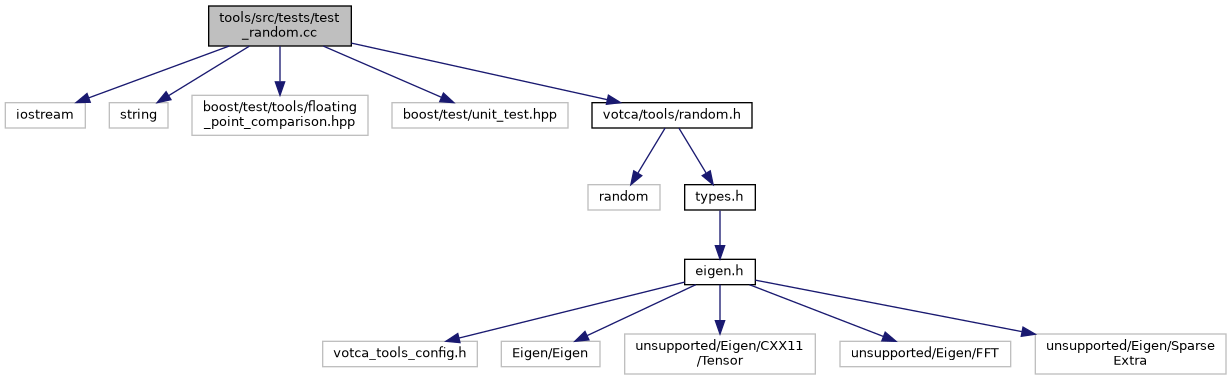 tools/src/tests/test
_random.cc
iostream
string
boost/test/tools/floating
_point_comparison.hpp
boost/test/unit_test.hpp
votca/tools/random.h
random
types.h
eigen.h
votca_tools_config.h
Eigen/Eigen
unsupported/Eigen/CXX11
/Tensor
unsupported/Eigen/FFT
unsupported/Eigen/Sparse
Extra